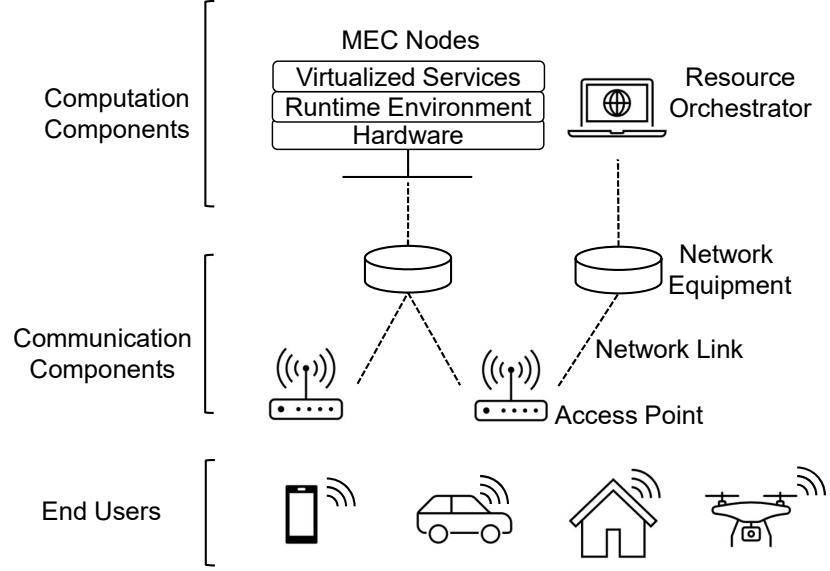 MEC Nodes
Virtualized Services
Runtime Environment
Hardware
Resource
Orchestrator
Computation
Components
Network
Equipment
Communication
Components
Network Link
Access Point
End Users